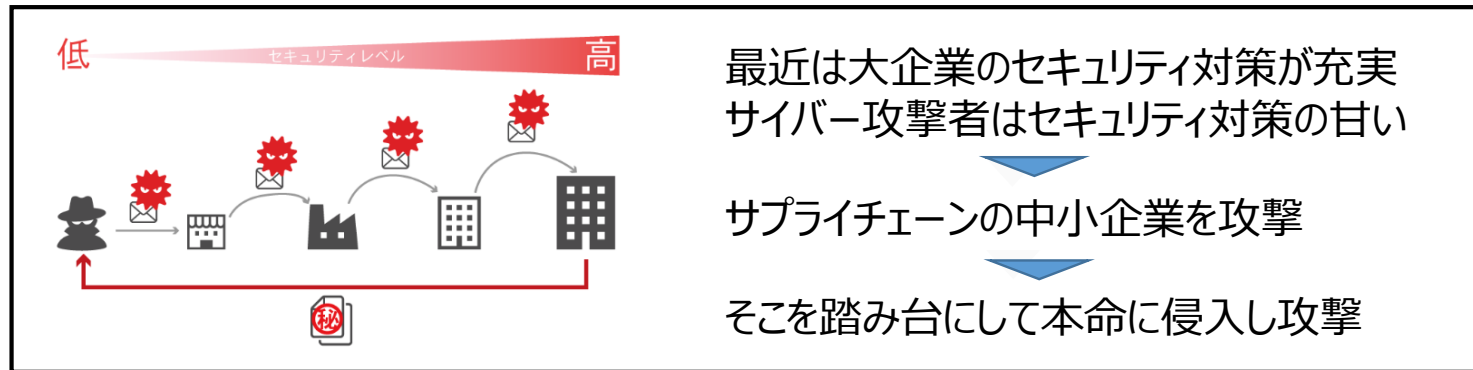 低
セキュリティレベル
高
最近は大企業のセキュリティ対策が充実
サイバー攻撃者はセキュリティ対策の甘い
サプライチェーンの中小企業を攻撃
そこを踏み台にして本命に侵入し攻撃
秘